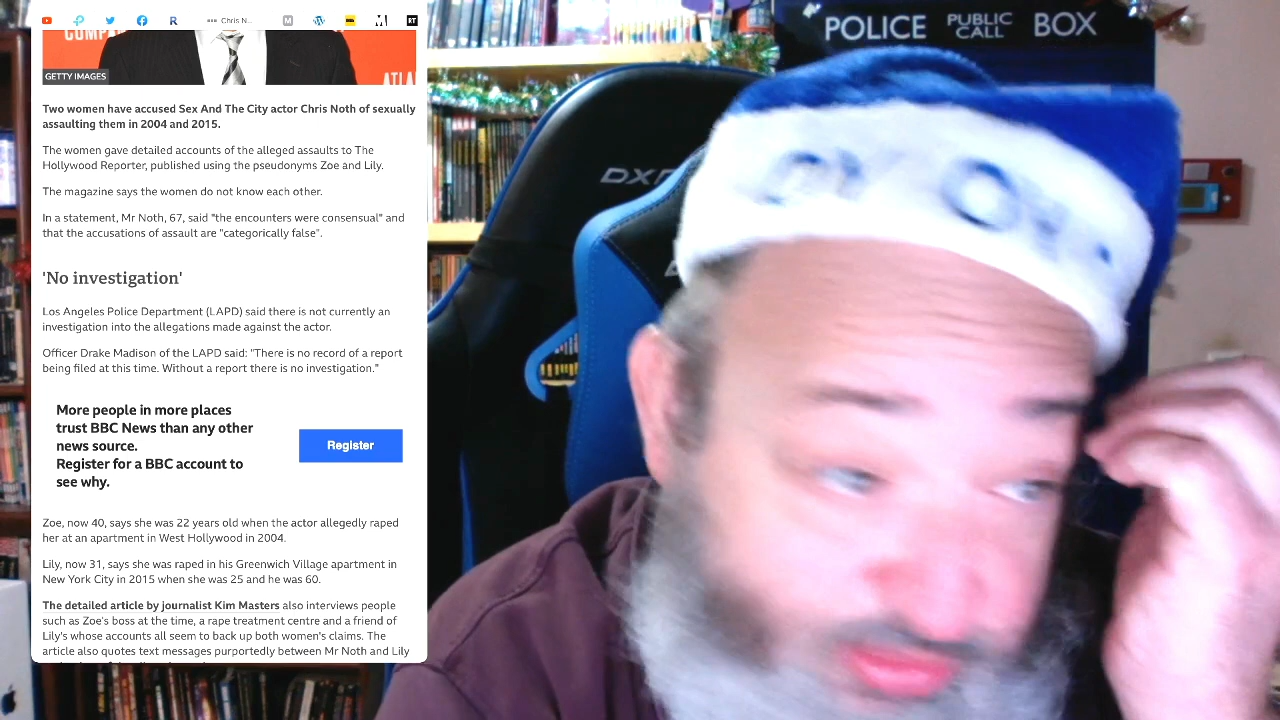 Chris N...
COMPA
GETTY IMAGES
ATLA
Two women have accused Sex And The City actor Chris Noth of sexually
assaulting them in 2004 and 2015.
The women gave detailed accounts of the alleged assaults to The
Hollywood Reporter, published using the pseudonyms Zoe and Lily.
The magazine says the women do not know each other.
In a statement, Mr Noth, 67, said "the encounters were consensual" and
that the accusations of assault are "categorically false".
'No investigation'
Los Angeles Police Department (LAPD) said there is not currently an
investigation into the allegations made against the actor.
Officer Drake Madison of the LAPD said: "There is no record of a report
being filed at this time. Without a report there is no investigation."
More people in more places
trust BBC News than any other
news source.
Register for a BBC account to
see why.
Register
Zoe, now 40, says she was 22 years old when the actor allegedly raped
her at an apartment in West Hollywood in 2004.
Lily, now 31, says she was raped in his Greenwich Village apartment in
New York City in 2015 when she was 25 and he was 60.
The detailed article by journalist Kim Masters also interviews people
such as Zoe's boss at the time, a rape treatment centre and a friend of
Lily's whose accounts all seem to back up both women's claims. The
article also quotes text messages purportedly between Mr Noth and Lily
POLICE PUBLIC CALL BOX
DXR